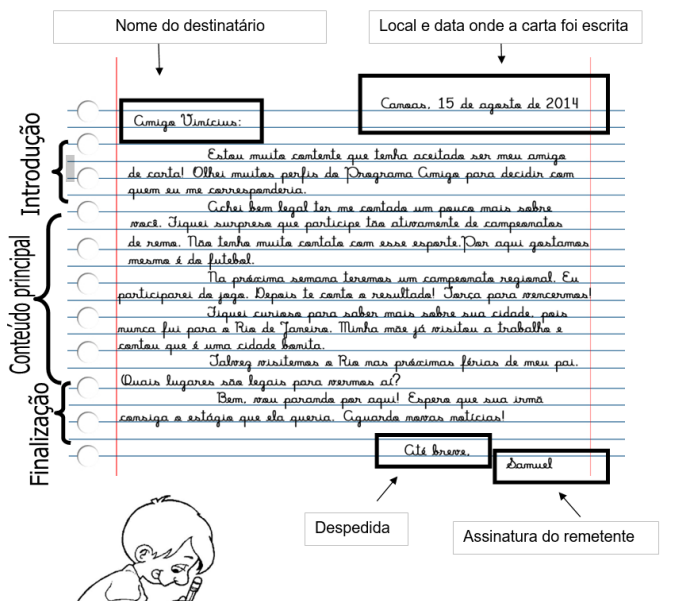 Nome do destinatário
Local e data onde a carta foi escrita
Canoas, 15 de agosto de 2014
Amigo Vinícius:
Introdução
Estou muito contente que tenha aceitado ser meu amigo
de carta! Olhei muitos perfis do Programa Amigo para decidir com
quem eu me corresponderia.
Conteúdo principal
Achei bem legal ter me contado um pouco mais sobre
você. Fiquei surpreso que participe tão ativamente de campeonatos
de remo. Não tenho muito contato com esse esporte. Por aqui gostamos
mesmo é do futebol.
Na próxima semana teremos um campeonato regional. Eu
participarei do jogo. Depois te conto o resultado! Torça para vencermos!
Fiquei curioso para saber mais sobre sua cidade, pois
nunca fui para o Rio de Janeiro. Minha mãe já visitou a trabalho e
contou que é uma cidade bonita.
Talvez visitemos o Rio nas próximas férias de meu pai.
Quais lugares são legais para vermos aí?
Finalização
Bem, vou parando por aqui! Espero que sua irmã
consiga o estágio que ela queria. Aguardo novas notícias!
Até breve,
Samuel
Despedida
Assinatura do remetente